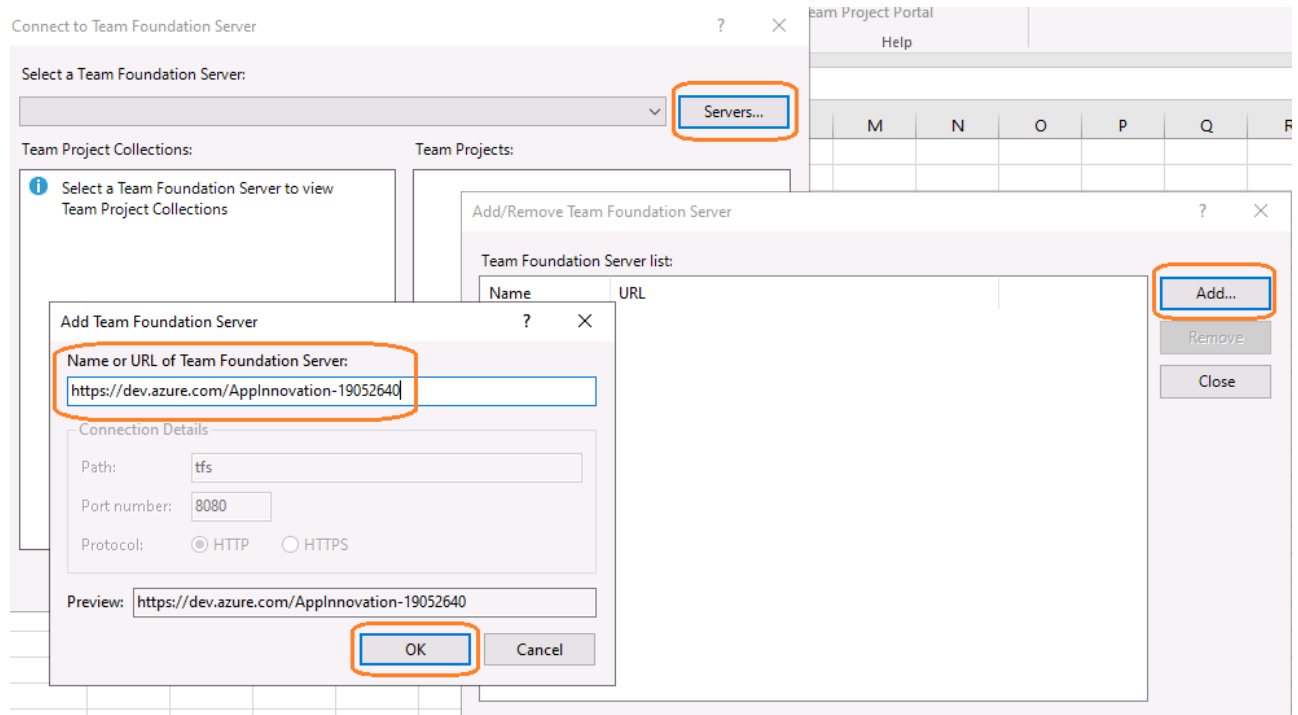 Connect to Team Foundation Server
Team Project Portal
Help
Select a Team Foundation Server:
Servers...
M N O P Q R
Team Project Collections:
Team Projects:
Select a Team Foundation Server to view
Team Project Collections
Add/Remove Team Foundation Server
Team Foundation Server list:
Name URL
Add...
Remove
Close
Add Team Foundation Server
Name or URL of Team Foundation Server:
https://dev.azure.com/AppInnovation-19052640
Connection Details
Path: tfs
Port number: 8080
Protocol: HTTP HTTPS
Preview: https://dev.azure.com/AppInnovation-19052640
OK Cancel